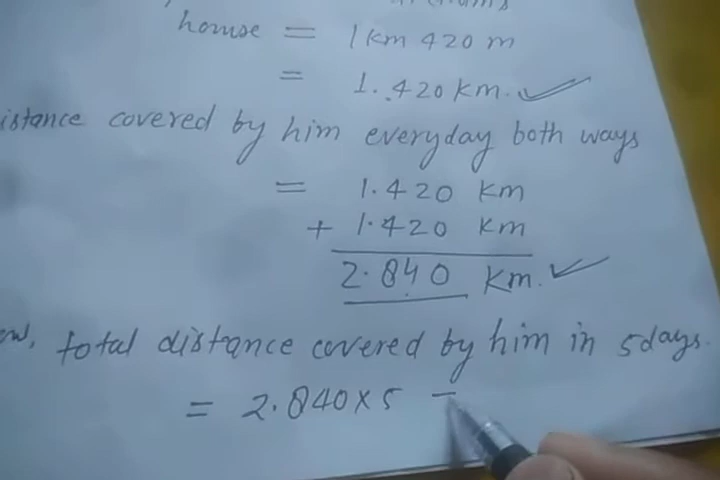 house = 1 km 420 m
= 1.420 km. ✓
istance covered by him everyday both ways
= 1.420 km
+ 1.420 km
2.840 km. ✓
ow, total distance covered by him in 5 days.
= 2.840 x 5